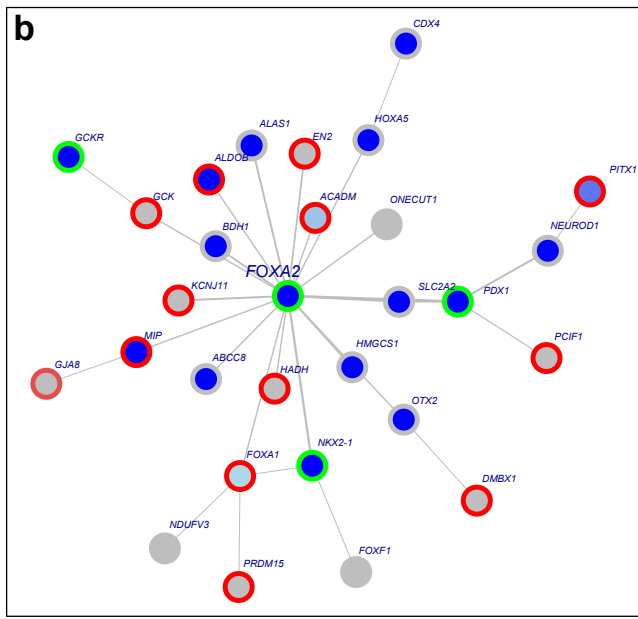 b
CDX4
ALAS1
EN2
HOXA5
GCKR
ALDOB
PITX1
GCK
ACADM
ONECUT1
BDH1
NEUROD1
FOXA2
SLC2A2
PDX1
KCNJ11
MIP
HMGCS1
PCIF1
GJA8
ABCC8
HADH
OTX2
FOXA1
NKX2-1
DMBX1
NDUFV3
FOXF1
PRDM15